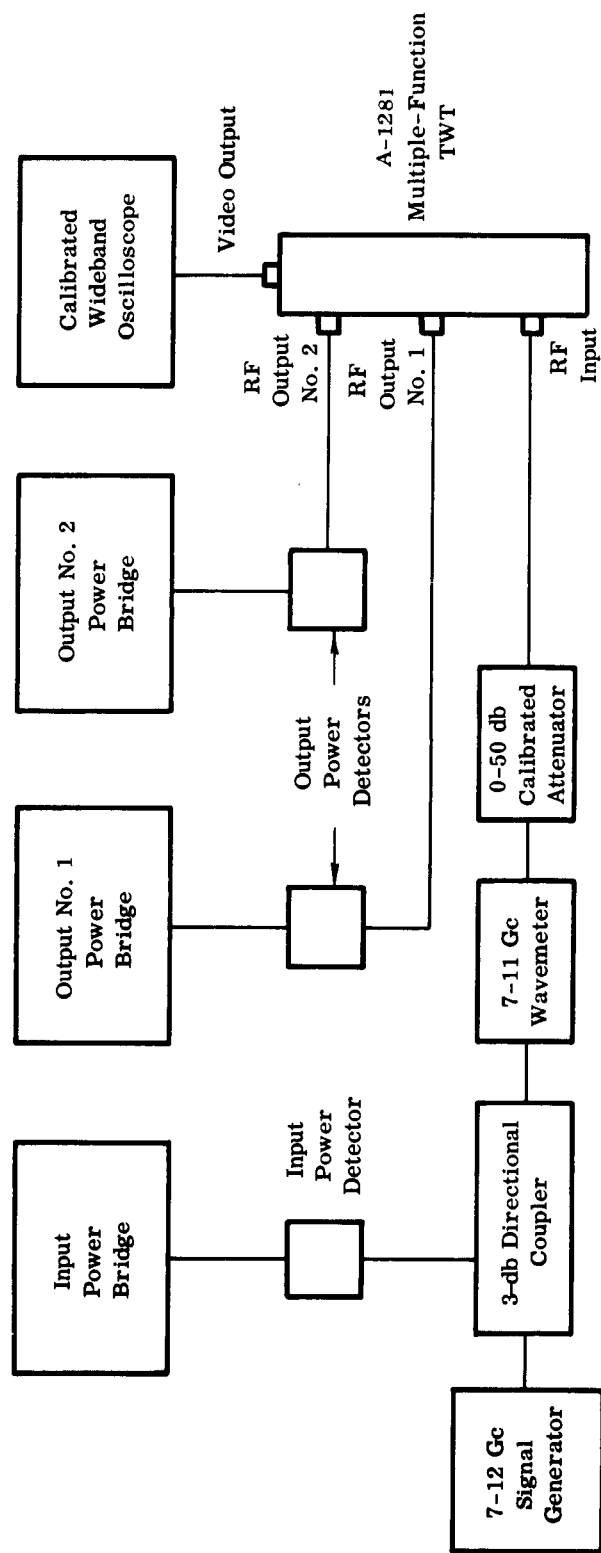 Input
Power
Bridge
Output No. 1
Power
Bridge
Output No. 2
Power
Bridge
Calibrated
Wideband
Oscilloscope
Video Output
Input
Power
Detector
Output
Power
Detectors
RF
Output
No. 2
RF
Output
No. 1
A-1281
Multiple-Function
TWT
7-12 Gc
Signal
Generator
3-db Directional
Coupler
7-11 Gc
Wavemeter
0-50 db
Calibrated
Attenuator
RF
Input